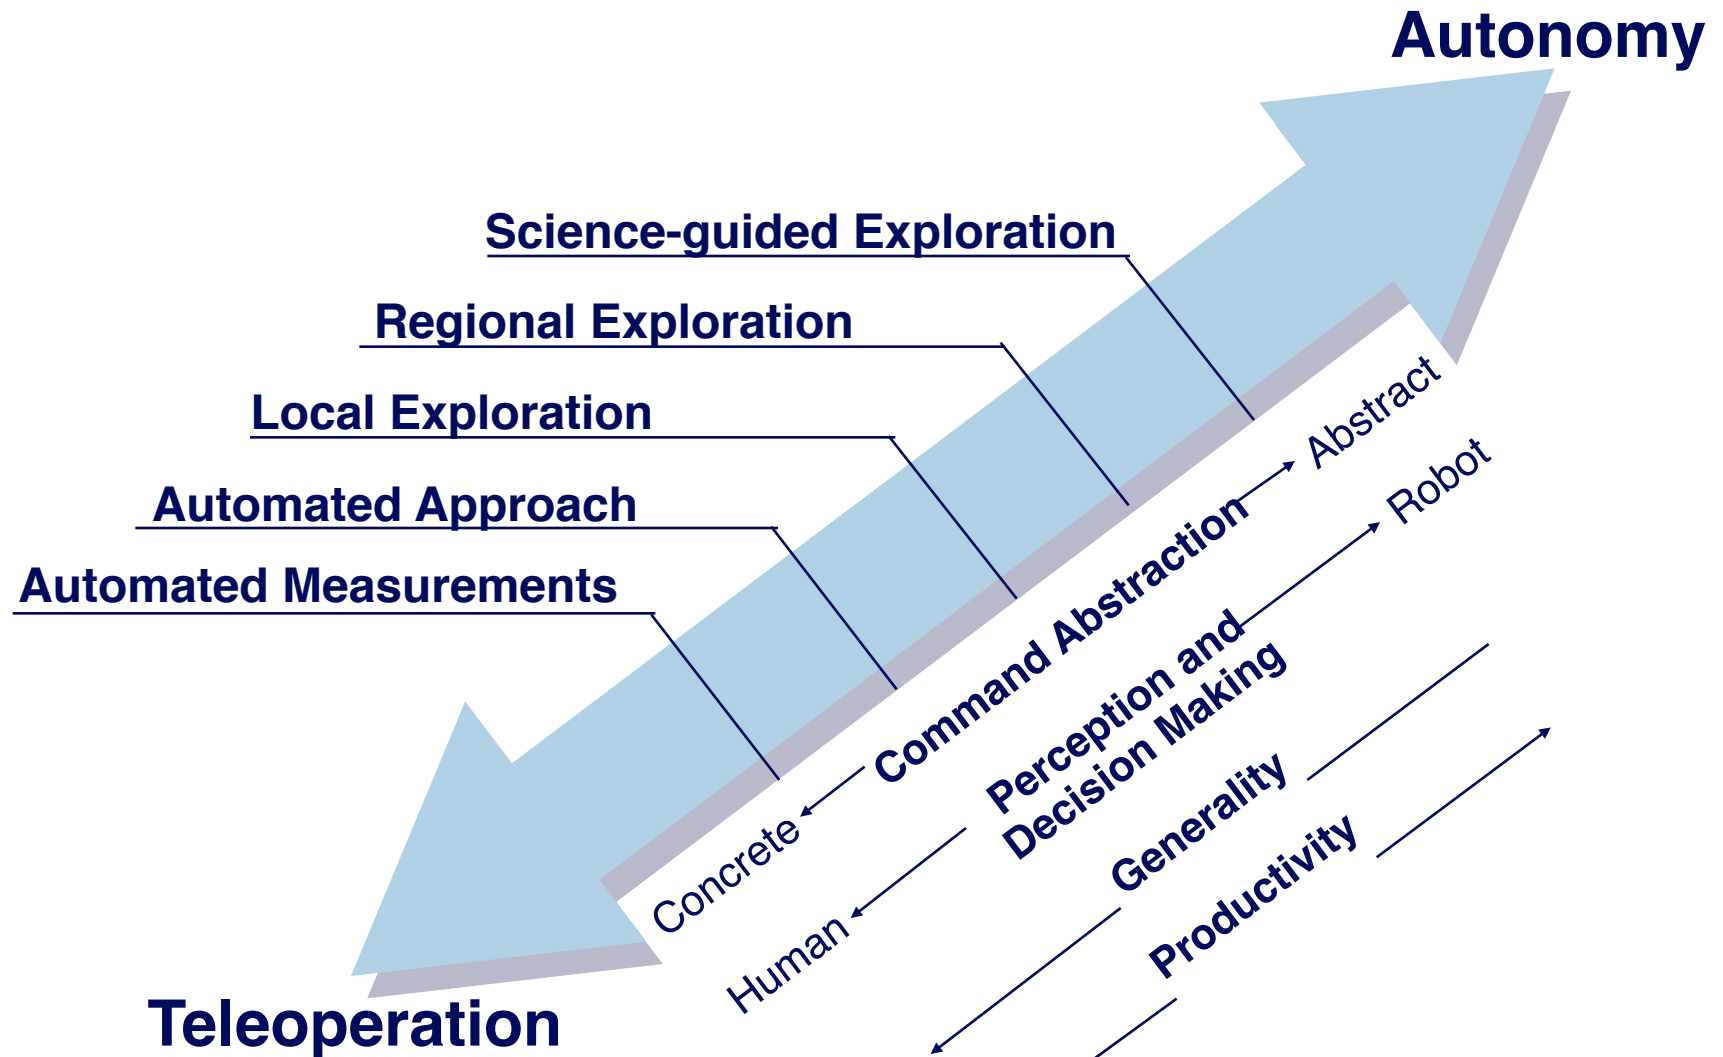 Autonomy
Science-guided Exploration
Regional Exploration
Local Exploration
Automated Approach
Automated Measurements
Abstract
Command Abstraction
Concrete
Robot
Perception and
Decision Making
Human
Generality
Productivity
Teleoperation